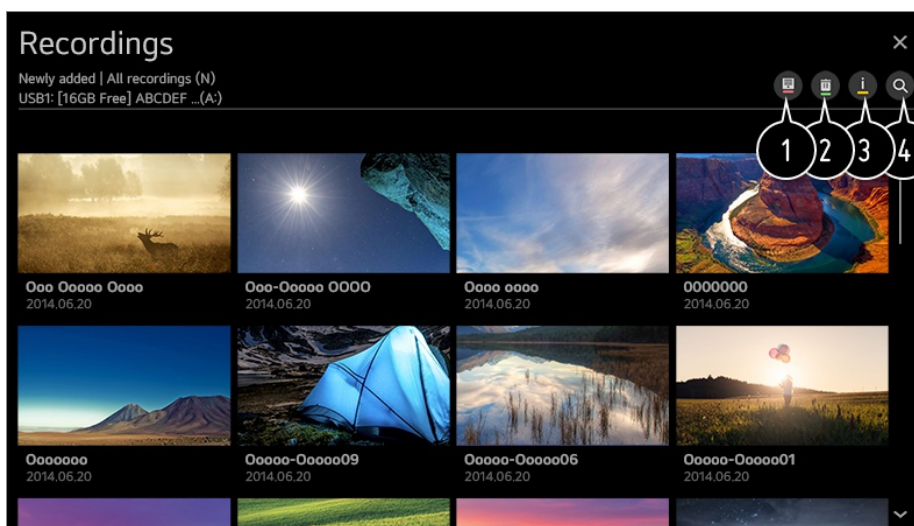 Recordings
Newly added | All recordings (N)
USB1: [16GB Free] ABCDEF ...(A:)
1 2 3 4
Ooo Ooooo Oooo
2014.06.20
Ooo-Ooooo OOOO
2014.06.20
Oooo oooo
2014.06.20
OOOOOOO
2014.06.20
Ooooooo
2014.06.20
Ooooo-Ooooo09
2014.06.20
Ooooo-Ooooo06
2014.06.20
Ooooo-Ooooo01
2014.06.20